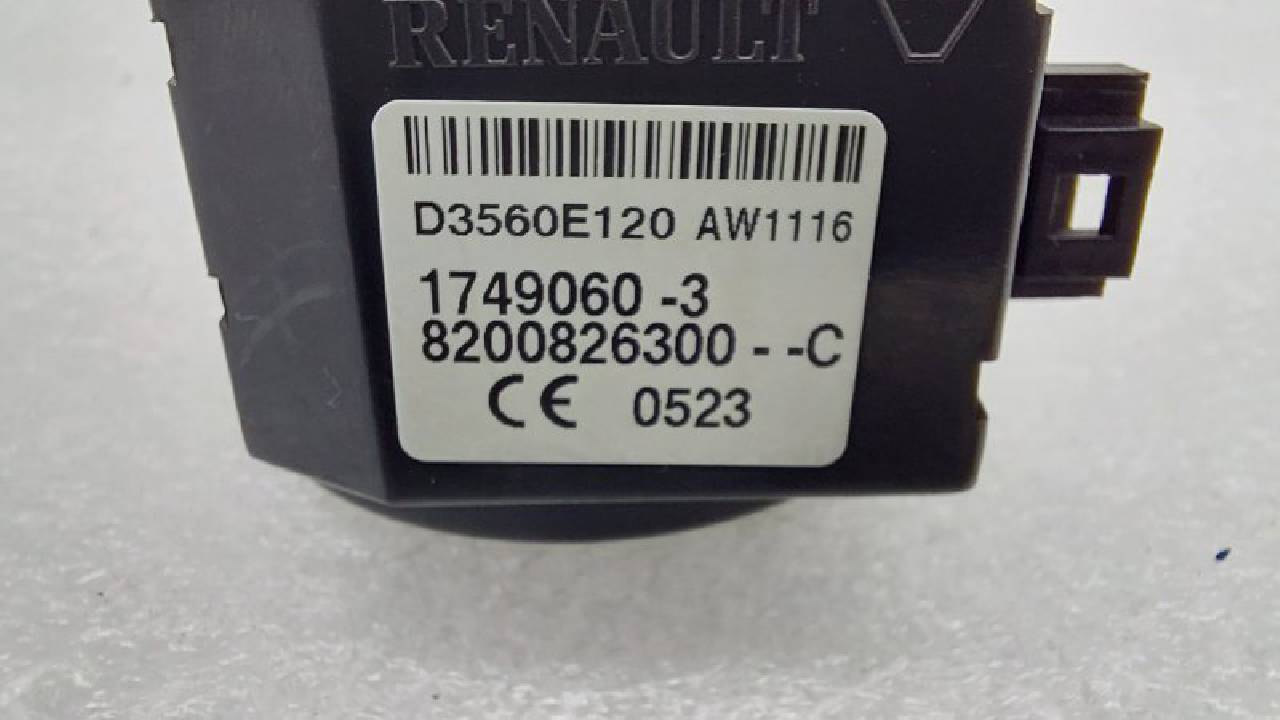 RENAULT
D3560E120 AW1116
1749060 -3
8200826300 - -C
CE 0523